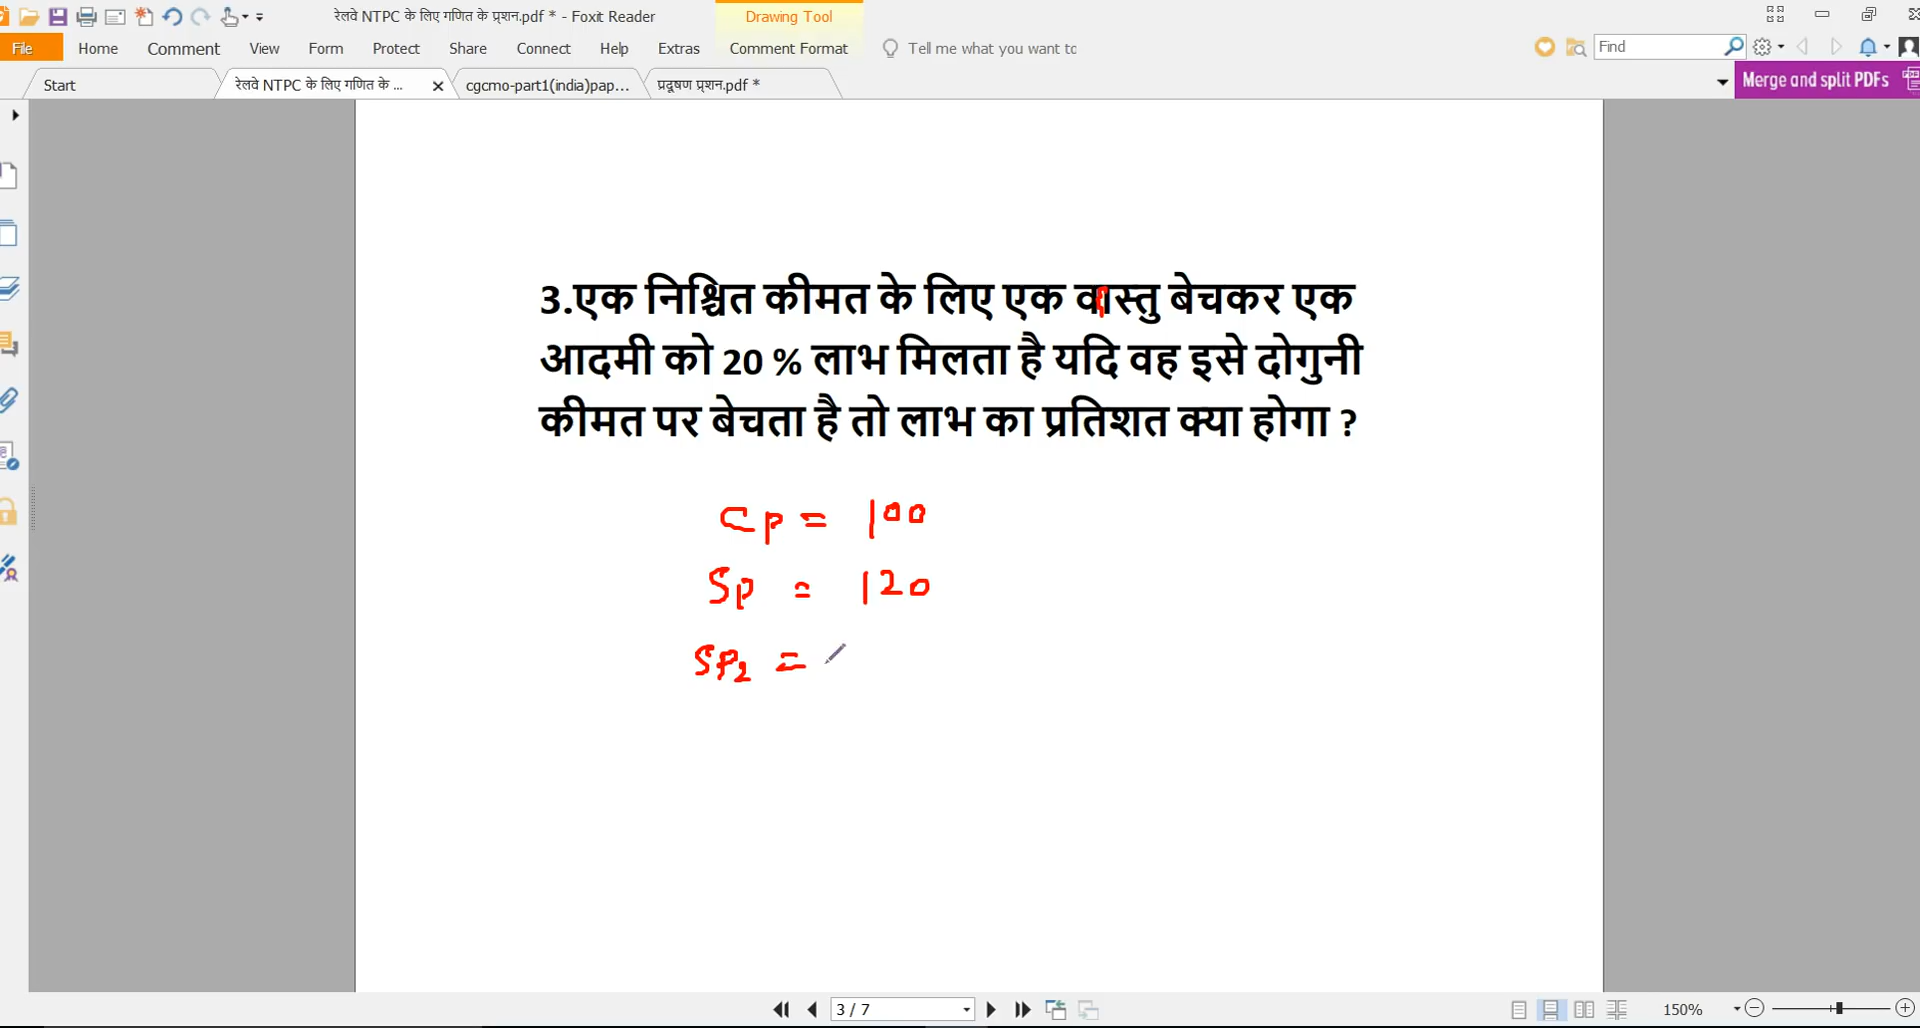 रेलवे NTPC के लिए गणित के प्रशन.pdf * - Foxit Reader
Drawing Tool
File Home Comment View Form Protect Share Connect Help Extras Comment Format Tell me what you want to Find
Start रेलवे NTPC के लिए गणित के ... cgcmo-part1(india)pap... प्रदूषण प्रशन.pdf * Merge and split PDFs
3.एक निश्चित कीमत के लिए एक वास्तु बेचकर एक
आदमी को 20 % लाभ मिलता है यदि वह इसे दोगुनी
कीमत पर बेचता है तो लाभ का प्रतिशत क्या होगा ?
CP = 100
SP = 120
SP₂ =
3 / 7 150%